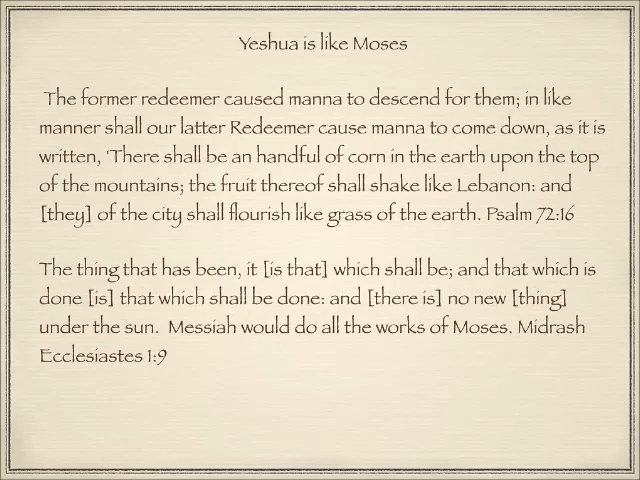 Yeshua is like Moses
The former redeemer caused manna to descend for them; in like
manner shall our latter Redeemer cause manna to come down, as it is
written, 'There shall be an handful of corn in the earth upon the top
of the mountains; the fruit thereof shall shake like Lebanon: and
[they] of the city shall flourish like grass of the earth. Psalm 72:16
The thing that has been, it [is that] which shall be; and that which is
done [is] that which shall be done: and [there is] no new [thing]
under the sun. Messiah would do all the works of Moses. Midrash
Ecclesiastes 1:9